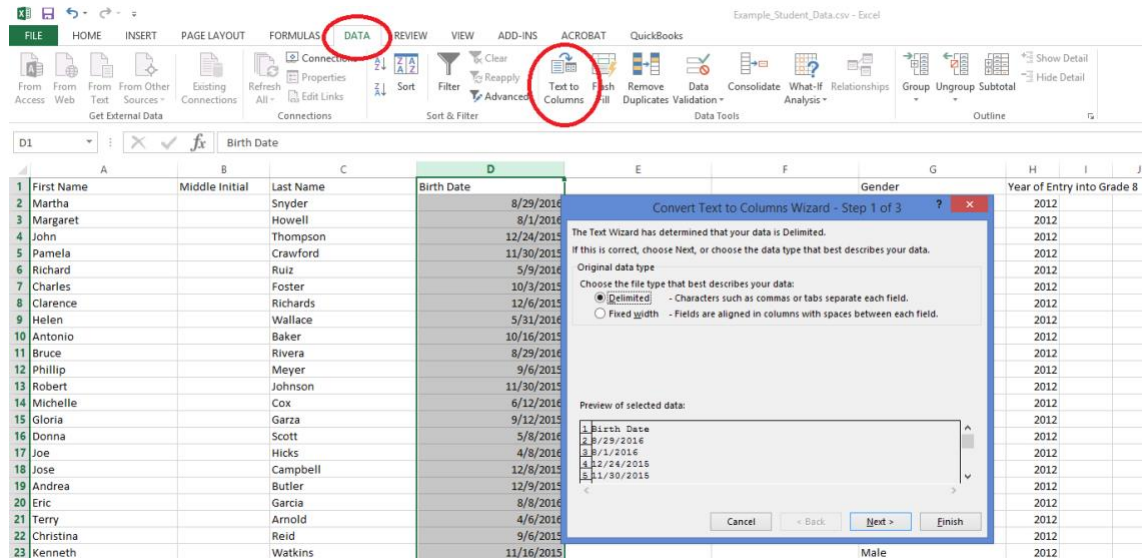 Example_Student_Data.csv - Excel
FILE HOME INSERT PAGE LAYOUT FORMULAS DATA REVIEW VIEW ADD-INS ACROBAT QuickBooks
From Access From Web From Text From Other Sources Existing Connections Refresh All Connections Properties Edit Links Sort Filter Clear Reapply Advanced Text to Columns Flash Fill Remove Duplicates Data Validation Consolidate What-If Analysis Relationships Group Ungroup Subtotal Show Detail Hide Detail
Get External Data Connections Sort & Filter Data Tools Outline
D1 fx Birth Date
A B C D E F G H I J
1 First Name Middle Initial Last Name Birth Date Gender Year of Entry into Grade 8
2 Martha Snyder 8/29/2016 2012
3 Margaret Howell 8/1/2016 2012
4 John Thompson 12/24/2015 2012
5 Pamela Crawford 11/30/2015 2012
6 Richard Ruiz 5/9/2016 2012
7 Charles Foster 10/3/2015 2012
8 Clarence Richards 12/6/2015 2012
9 Helen Wallace 5/31/2016 2012
10 Antonio Baker 10/16/2015 2012
11 Bruce Rivera 8/29/2016 2012
12 Phillip Meyer 9/6/2015 2012
13 Robert Johnson 11/30/2015 2012
14 Michelle Cox 6/12/2016 2012
15 Gloria Garza 9/12/2015 2012
16 Donna Scott 5/8/2016 2012
17 Joe Hicks 4/8/2016 2012
18 Jose Campbell 12/8/2015 2012
19 Andrea Butler 12/9/2015 2012
20 Eric Garcia 8/8/2016 2012
21 Terry Arnold 4/6/2016 2012
22 Christina Reid 9/6/2015 2012
23 Kenneth Watkins 11/16/2015 Male 2012
Convert Text to Columns Wizard - Step 1 of 3 ?
The Text Wizard has determined that your data is Delimited.
If this is correct, choose Next, or choose the data type that best describes your data.
Original data type
Choose the file type that best describes your data:
Delimited - Characters such as commas or tabs separate each field.
Fixed width - Fields are aligned in columns with spaces between each field.
Preview of selected data:
1 Birth Date
2 8/29/2016
3 8/1/2016
4 12/24/2015
5 11/30/2015
Cancel < Back Next > Finish